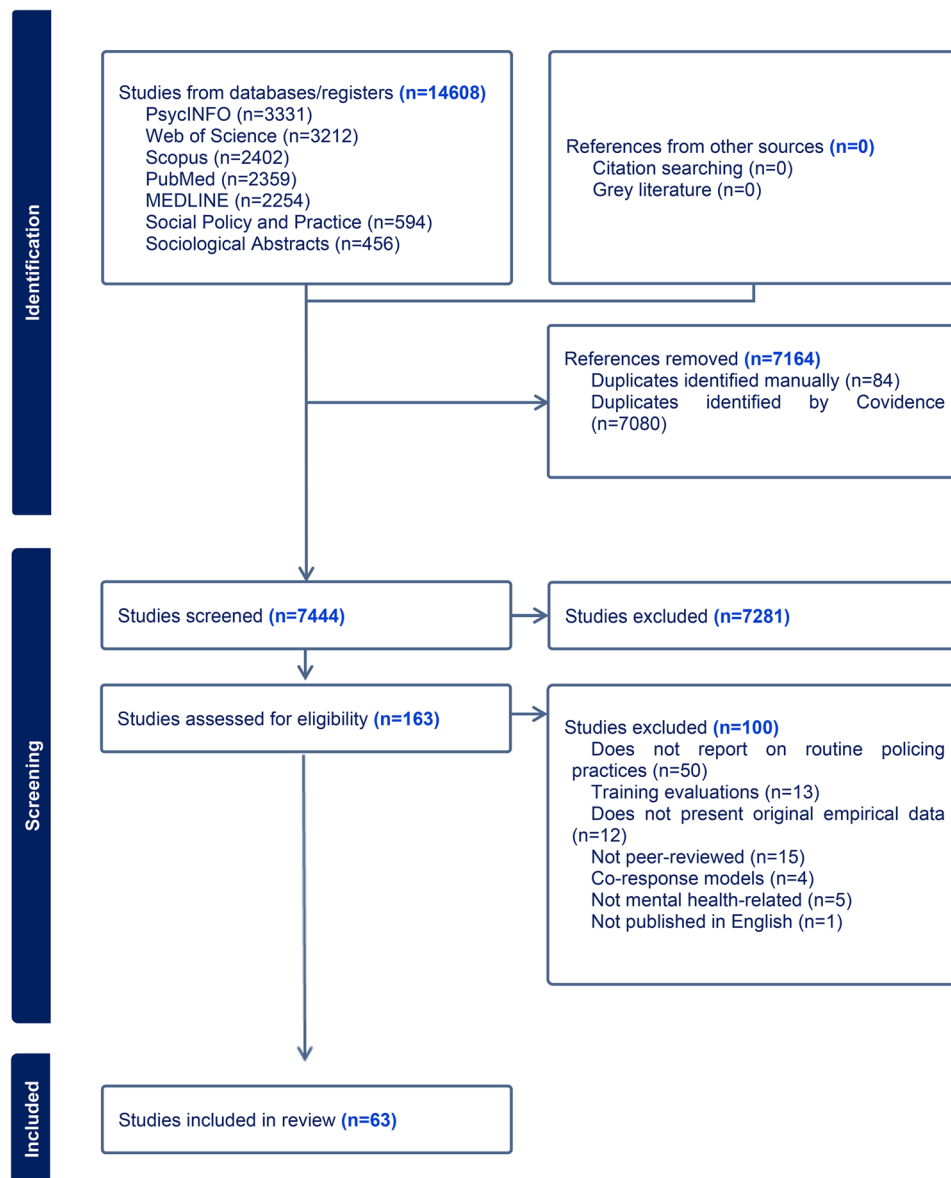 Identification
Studies from databases/registers (n=14608)
PsycINFO (n=3331)
Web of Science (n=3212)
Scopus (n=2402)
PubMed (n=2359)
MEDLINE (n=2254)
Social Policy and Practice (n=594)
Sociological Abstracts (n=456)
References from other sources (n=0)
Citation searching (n=0)
Grey literature (n=0)
References removed (n=7164)
Duplicates identified manually (n=84)
Duplicates identified by Covidence
(n=7080)
Screening
Studies screened (n=7444)
Studies excluded (n=7281)
Studies assessed for eligibility (n=163)
Studies excluded (n=100)
Does not report on routine policing
practices (n=50)
Training evaluations (n=13)
Does not present original empirical data
(n=12)
Not peer-reviewed (n=15)
Co-response models (n=4)
Not mental health-related (n=5)
Not published in English (n=1)
Included
Studies included in review (n=63)